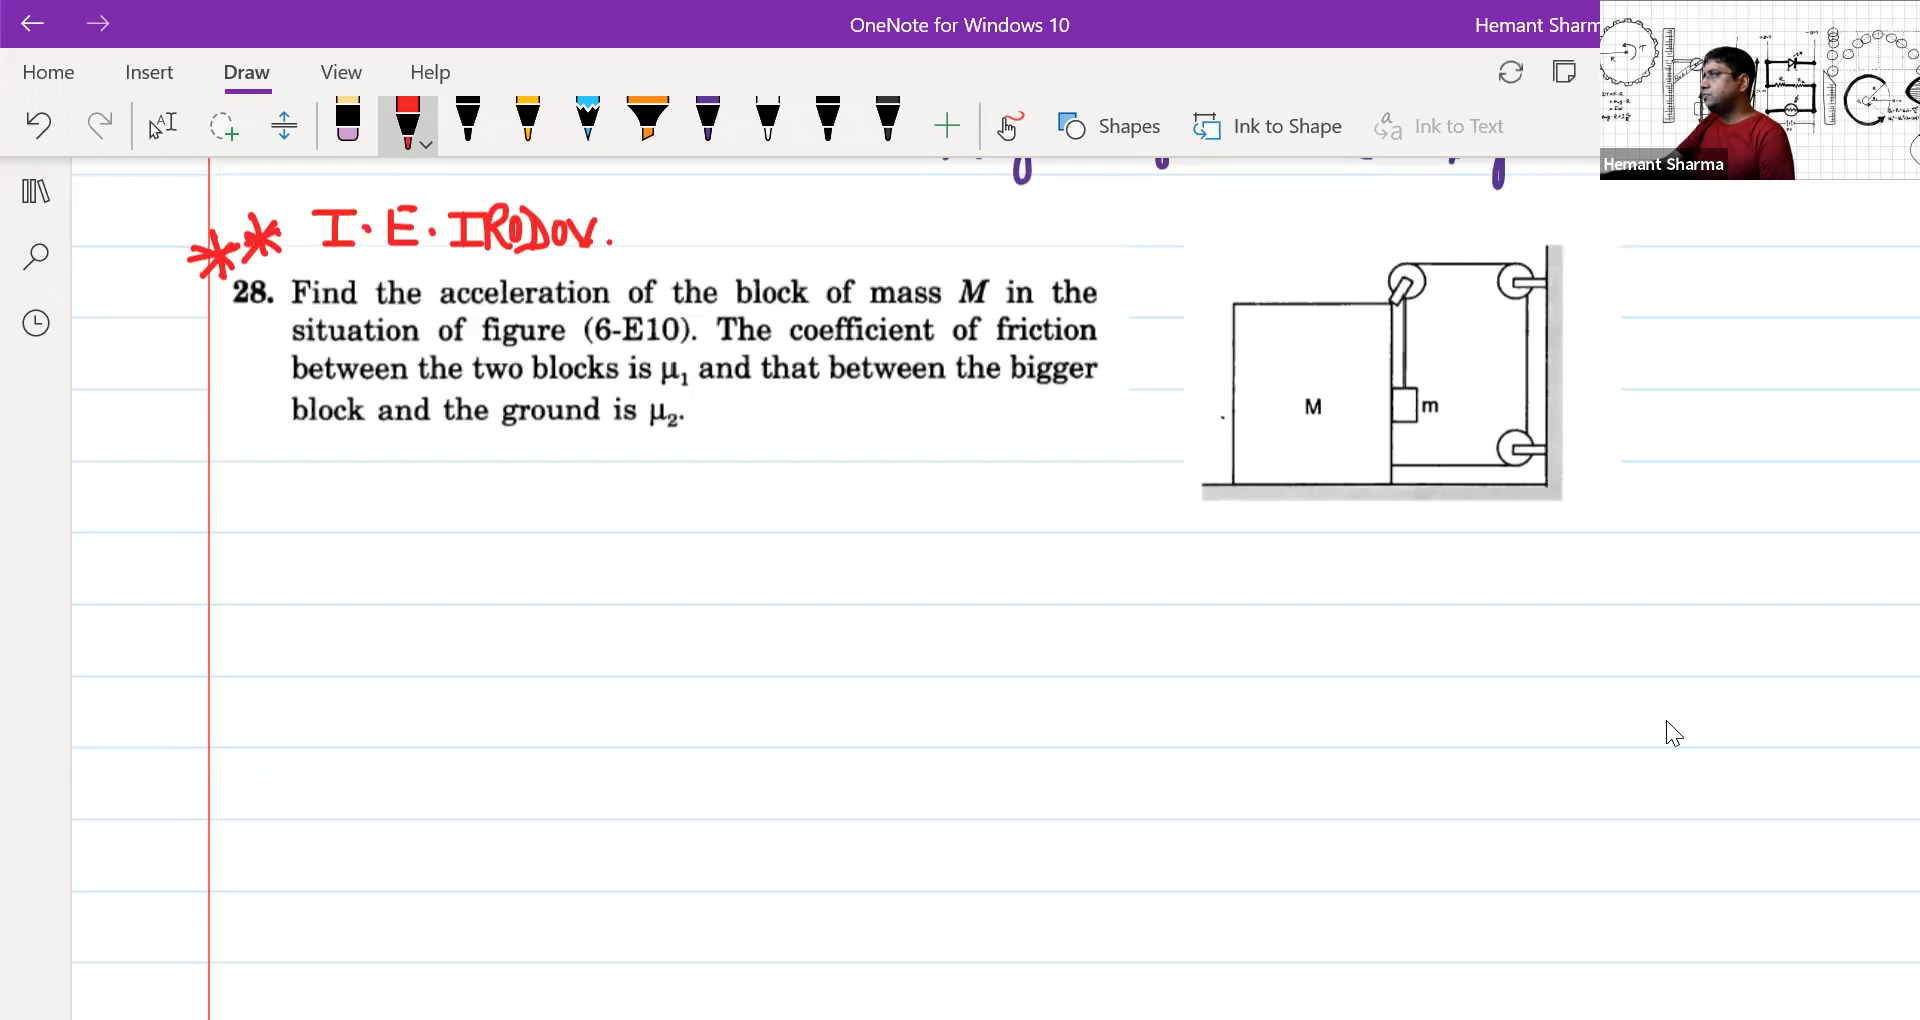 OneNote for Windows 10
Hemant Sharm
Home Insert Draw View Help
Shapes Ink to Shape Ink to Text
Hemant Sharma
I. E. IRODOV.
28. Find the acceleration of the block of mass M in the
situation of figure (6-E10). The coefficient of friction
between the two blocks is μ₁ and that between the bigger
block and the ground is μ₂.
M
m